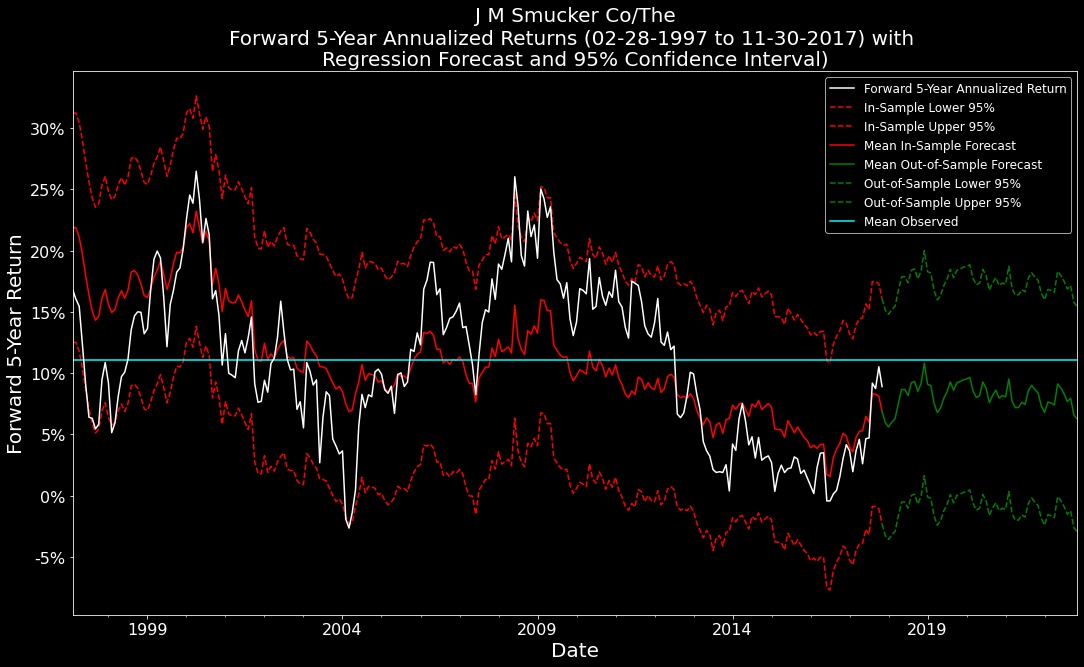 J M Smucker Co/The
Forward 5-Year Annualized Returns (02-28-1997 to 11-30-2017) with
Regression Forecast and 95% Confidence Interval)
Forward 5-Year Annualized Return
In-Sample Lower 95%
In-Sample Upper 95%
Mean In-Sample Forecast
Mean Out-of-Sample Forecast
Out-of-Sample Lower 95%
Out-of-Sample Upper 95%
Mean Observed
Forward 5-Year Return
30%
25%
20%
15%
10%
5%
0%
-5%
1999
2004
2009
2014
2019
Date